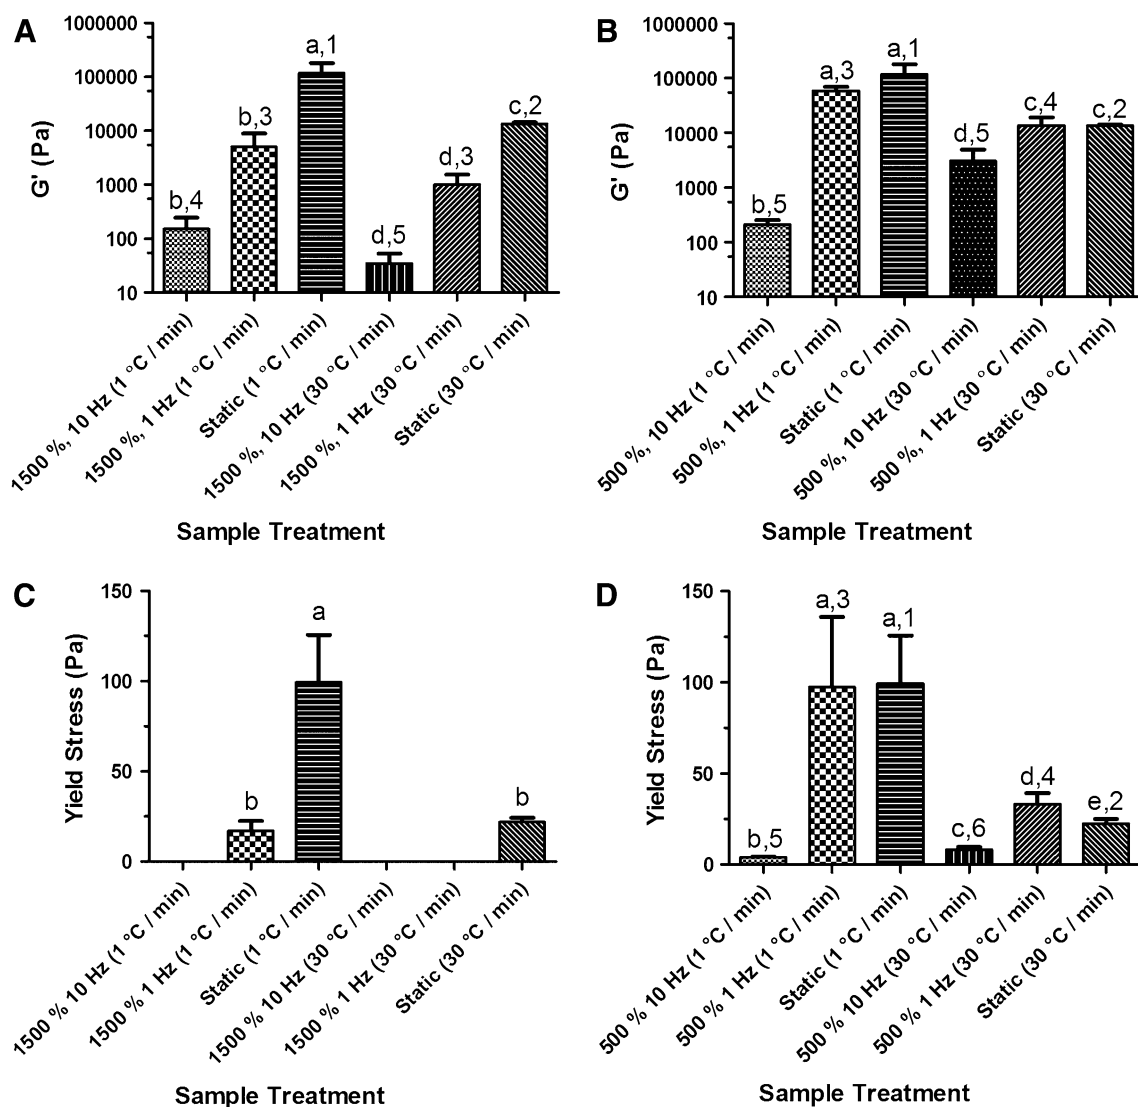 A
G' (Pa)
1000000
100000
10000
1000
100
10
b,4
b,3
a,1
d,5
d,3
c,2
1500 %, 10 Hz (1 °C / min)
1500 %, 1 Hz (1 °C / min)
Static (1 °C / min)
1500 %, 10 Hz (30 °C / min)
1500 %, 1 Hz (30 °C / min)
Static (30 °C / min)
Sample Treatment
B
G' (Pa)
1000000
100000
10000
1000
100
10
b,5
a,3
a,1
d,5
c,4
c,2
500 %, 10 Hz (1 °C / min)
500 %, 1 Hz (1 °C / min)
Static (1 °C / min)
500 %, 10 Hz (30 °C / min)
500 %, 1 Hz (30 °C / min)
Static (30 °C / min)
Sample Treatment
C
Yield Stress (Pa)
150
100
50
0
b
a
b
1500 % 10 Hz (1 °C / min)
1500 % 1 Hz (1 °C / min)
Static (1 °C / min)
1500 % 10 Hz (30 °C / min)
1500 % 1 Hz (30 °C / min)
Static (30 °C / min)
Sample Treatment
D
Yield Stress (Pa)
150
100
50
0
b,5
a,3
a,1
c,6
d,4
e,2
500 % 10 Hz (1 °C / min)
500 % 1 Hz (1 °C / min)
Static (1 °C / min)
500 % 10 Hz (30 °C / min)
500 % 1 Hz (30 °C / min)
Static (30 °C / min)
Sample Treatment